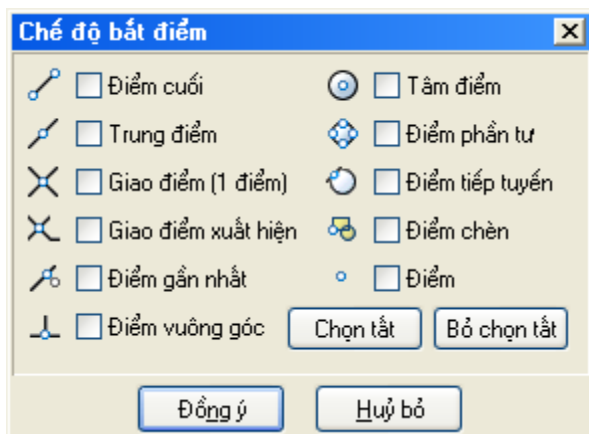 Chế độ bắt điểm
Điểm cuối
Tâm điểm
Trung điểm
Điểm phần tư
Giao điểm (1 điểm)
Điểm tiếp tuyến
Giao điểm xuất hiện
Điểm chèn
Điểm gần nhất
Điểm
Điểm vuông góc
Chọn tất
Bỏ chọn tất
Đồng ý
Huỷ bỏ